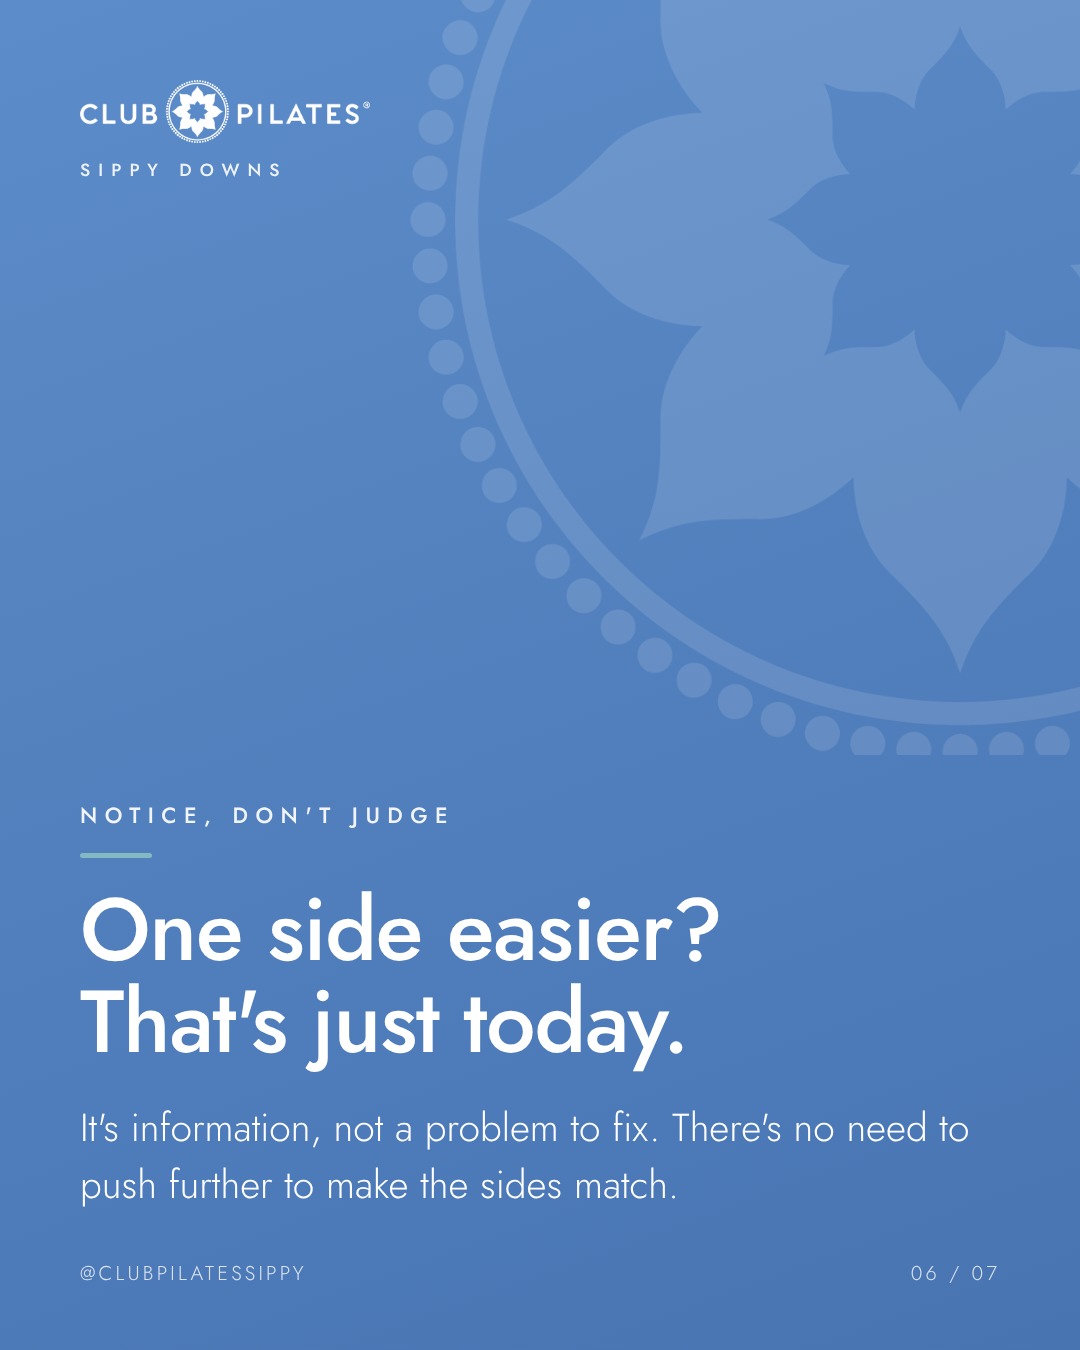 CLUB PILATES®
SIPPY DOWNS
NOTICE, DON'T JUDGE
One side easier?
That's just today.
It's information, not a problem to fix. There's no need to
push further to make the sides match.
@CLUBPILATESSIPPY
06 / 07